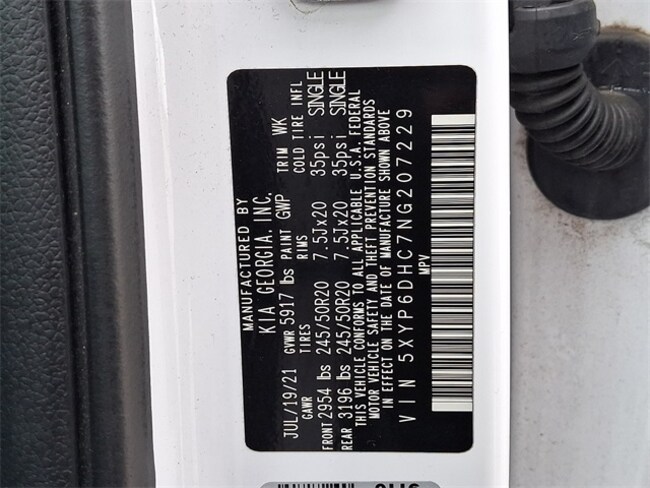 MANUFACTURED BY
KIA GEORGIA, INC.
JUL/19/21 GVWR 5917 lbs PAINT GWP TRIM WK
GAWR TIRES RIMS COLD TIRE INFL
FRONT 2954 lbs 245/50R20 7.5Jx20 35psi SINGLE
REAR 3196 lbs 245/50R20 7.5Jx20 35psi SINGLE
THIS VEHICLE CONFORMS TO ALL APPLICABLE U.S.A. FEDERAL
MOTOR VEHICLE SAFETY AND THEFT PREVENTION STANDARDS
IN EFFECT ON THE DATE OF MANUFACTURE SHOWN ABOVE
VIN 5XYP6DHC7NG207229
MPV